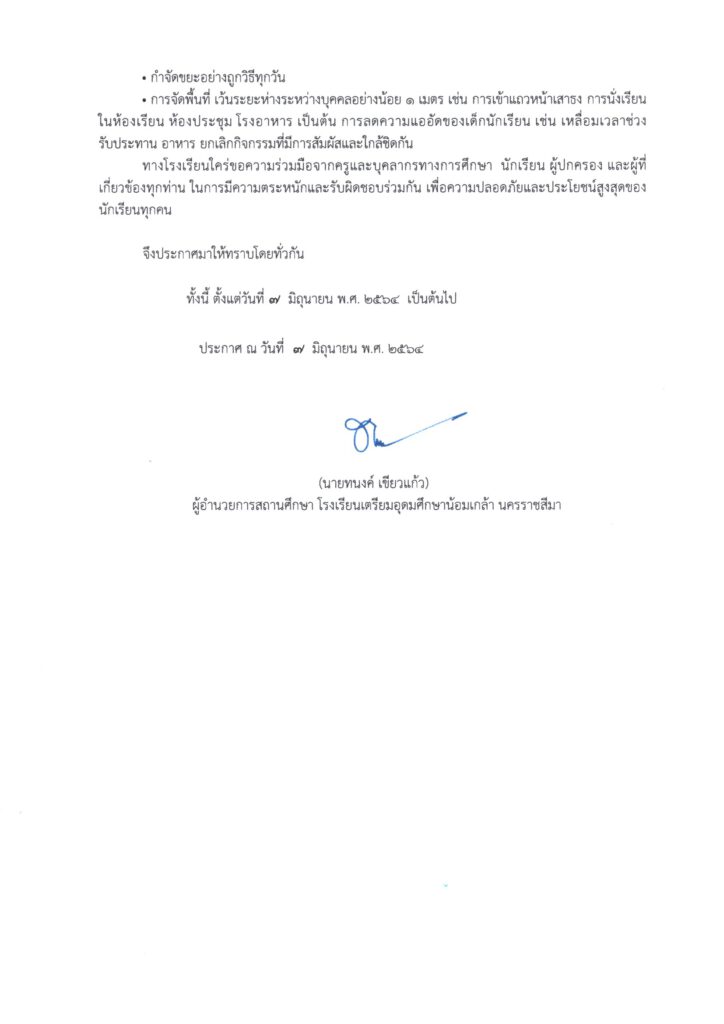 • กำจัดขยะอย่างถูกวิธีทุกวัน
• การจัดพื้นที่ เว้นระยะห่างระหว่างบุคคลอย่างน้อย ๑ เมตร เช่น การเข้าแถวหน้าเสาธง การนั่งเรียน
ในห้องเรียน ห้องประชุม โรงอาหาร เป็นต้น การลดความแออัดของเด็กนักเรียน เช่น เหลื่อมเวลาช่วง
รับประทาน อาหาร ยกเลิกกิจกรรมที่มีการสัมผัสและใกล้ชิดกัน
ทางโรงเรียนใคร่ขอความร่วมมือจากครูและบุคลากรทางการศึกษา นักเรียน ผู้ปกครอง และผู้ที่
เกี่ยวข้องทุกท่าน ในการมีความตระหนักและรับผิดชอบร่วมกัน เพื่อความปลอดภัยและประโยชน์สูงสุดของ
นักเรียนทุกคน
จึงประกาศมาให้ทราบโดยทั่วกัน
ทั้งนี้ ตั้งแต่วันที่ ๗ มิถุนายน พ.ศ. ๒๕๖๔ เป็นต้นไป
ประกาศ ณ วันที่ ๗ มิถุนายน พ.ศ. ๒๕๖๔
(นายทนงค์ เขียวแก้ว)
ผู้อำนวยการสถานศึกษา โรงเรียนเตรียมอุดมศึกษาน้อมเกล้า นครราชสีมา